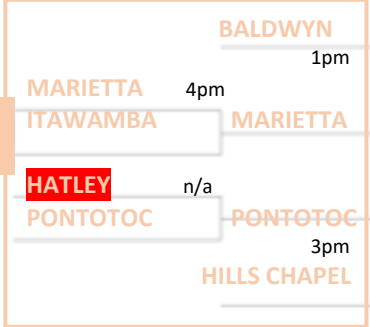 BALDWYN
1pm
MARIETTA 4pm
ITAWAMBA MARIETTA
HATLEY n/a
PONTOTOC PONTOTOC
3pm
HILLS CHAPEL